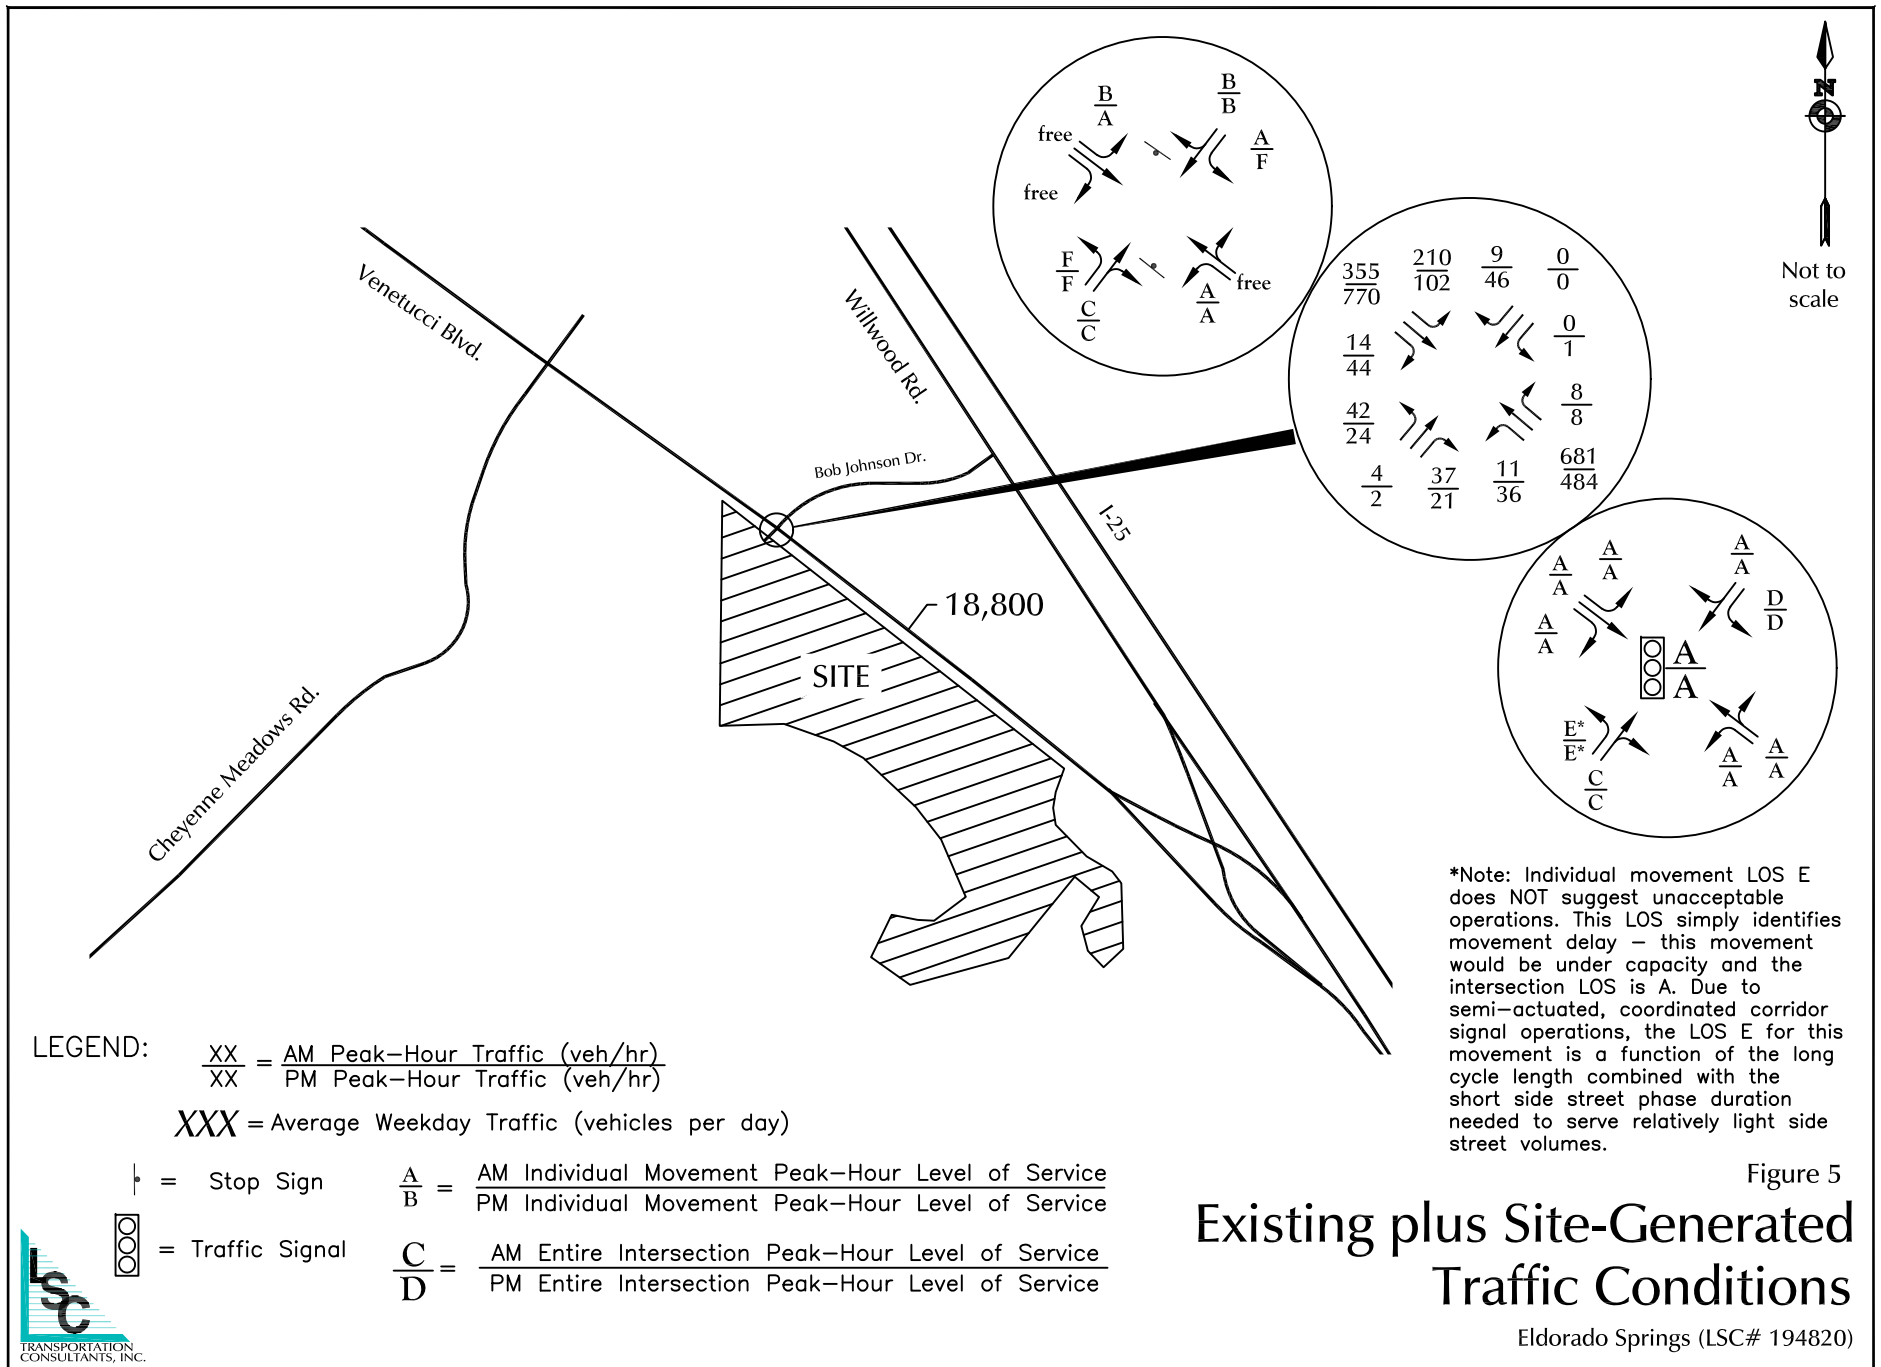 B
A
B
B
free
A
F
free
F
F
C
C
A
A
free
N
Not to
scale
355
770
210
102
9
46
0
0
14
44
0
1
42
24
8
8
4
2
37
21
11
36
681
484
Venetucci Blvd.
Willwood Rd.
Bob Johnson Dr.
I-25
18,800
SITE
Cheyenne Meadows Rd.
A
A
A
A
A
A
A
A
D
D
A
A
E*
E*
C
C
A
A
A
A
*Note: Individual movement LOS E
does NOT suggest unacceptable
operations. This LOS simply identifies
movement delay – this movement
would be under capacity and the
intersection LOS is A. Due to
semi-actuated, coordinated corridor
signal operations, the LOS E for this
movement is a function of the long
cycle length combined with the
short side street phase duration
needed to serve relatively light side
street volumes.
LEGEND:
XX = AM Peak-Hour Traffic (veh/hr)
XX PM Peak-Hour Traffic (veh/hr)
XXX = Average Weekday Traffic (vehicles per day)
= Stop Sign
A = AM Individual Movement Peak-Hour Level of Service
B PM Individual Movement Peak-Hour Level of Service
= Traffic Signal
C = AM Entire Intersection Peak-Hour Level of Service
D PM Entire Intersection Peak-Hour Level of Service
LSC
TRANSPORTATION
CONSULTANTS, INC.
Figure 5
Existing plus Site-Generated
Traffic Conditions
Eldorado Springs (LSC# 194820)